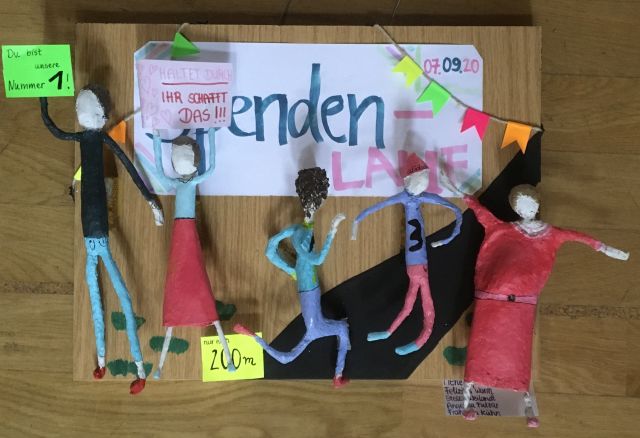 Du bist
unsere
Nummer 1!
HALTET DURCH
IHR SCHAFFT
DAS!!!
07.09.20
Spenden-
LAUF
3
nur noch
200m